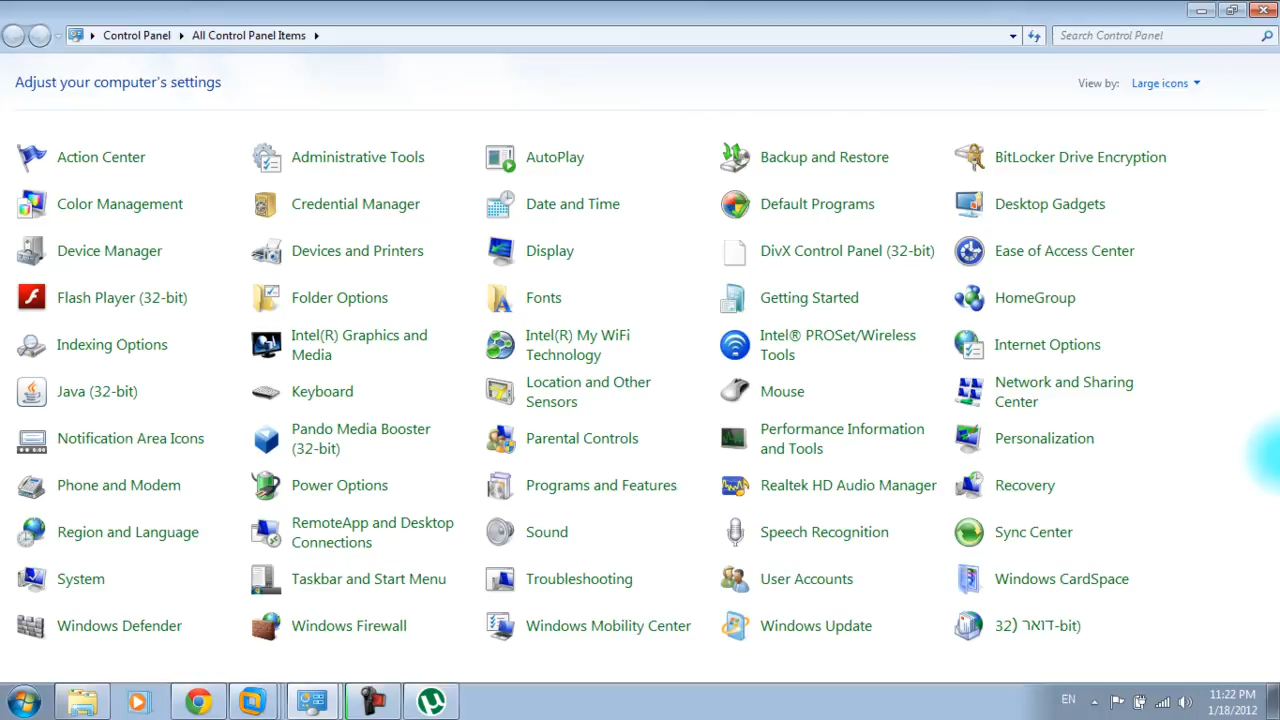 Control Panel All Control Panel Items
Search Control Panel
Adjust your computer's settings
View by: Large icons
Action Center
Administrative Tools
AutoPlay
Backup and Restore
BitLocker Drive Encryption
Color Management
Credential Manager
Date and Time
Default Programs
Desktop Gadgets
Device Manager
Devices and Printers
Display
DivX Control Panel (32-bit)
Ease of Access Center
Flash Player (32-bit)
Folder Options
Fonts
Getting Started
HomeGroup
Indexing Options
Intel(R) Graphics and
Media
Intel(R) My WiFi
Technology
Intel® PROSet/Wireless
Tools
Internet Options
Java (32-bit)
Keyboard
Location and Other
Sensors
Mouse
Network and Sharing
Center
Notification Area Icons
Pando Media Booster
(32-bit)
Parental Controls
Performance Information
and Tools
Personalization
Phone and Modem
Power Options
Programs and Features
Realtek HD Audio Manager
Recovery
Region and Language
RemoteApp and Desktop
Connections
Sound
Speech Recognition
Sync Center
System
Taskbar and Start Menu
Troubleshooting
User Accounts
Windows CardSpace
Windows Defender
Windows Firewall
Windows Mobility Center
Windows Update
דואר (32-bit)
EN
11:22 PM
1/18/2012